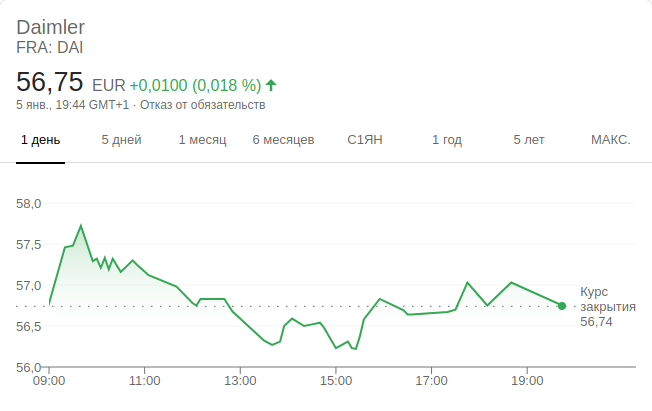 Daimler
FRA: DAI
56,75 EUR +0,0100 (0,018 %)
5 янв., 19:44 GMT+1 · Отказ от обязательств
1 день 5 дней 1 месяц 6 месяцев С1ЯН 1 год 5 лет МАКС.
58,0
57,5
57,0
56,5
56,0
Курс
закрытия
56,74
09:00 11:00 13:00 15:00 17:00 19:00